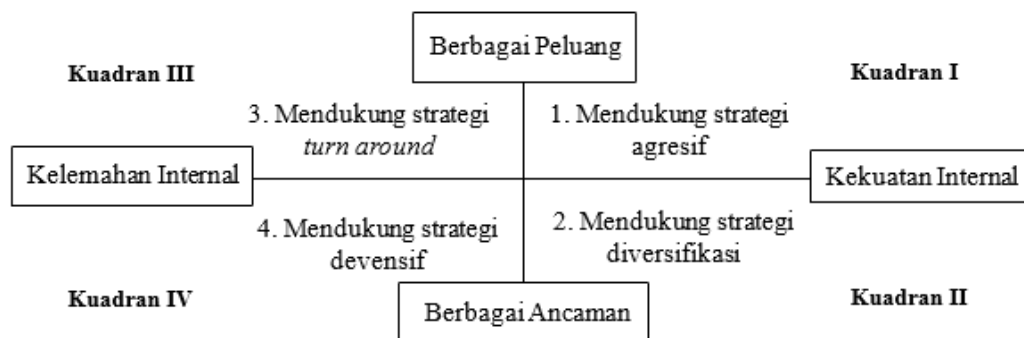 Berbagai Peluang
Kuadran III
Kuadran I
3. Mendukung strategi
turn around
1. Mendukung strategi
agresif
Kelemahan Internal
Kekuatan Internal
4. Mendukung strategi
devensif
2. Mendukung strategi
diversifikasi
Kuadran IV
Kuadran II
Berbagai Ancaman